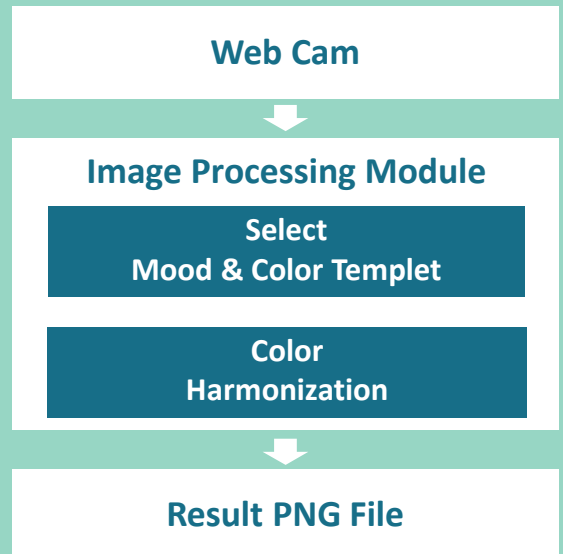 Web Cam
Image Processing Module
Select
Mood & Color Templet
Color
Harmonization
Result PNG File